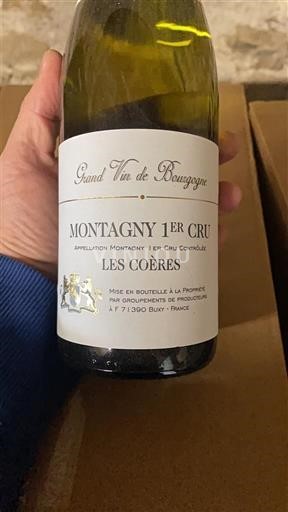 Grand Vin de Bourgogne
MONTAGNY 1ER CRU
APPELLATION MONTAGNY 1ER CRU CONTRÔLÉE
VINIOU
LES COÈRES
MISE EN BOUTEILLE À LA PROPRIÉTÉ
PAR GROUPEMENTS DE PRODUCTEURS
À F 71390 BUXY - FRANCE